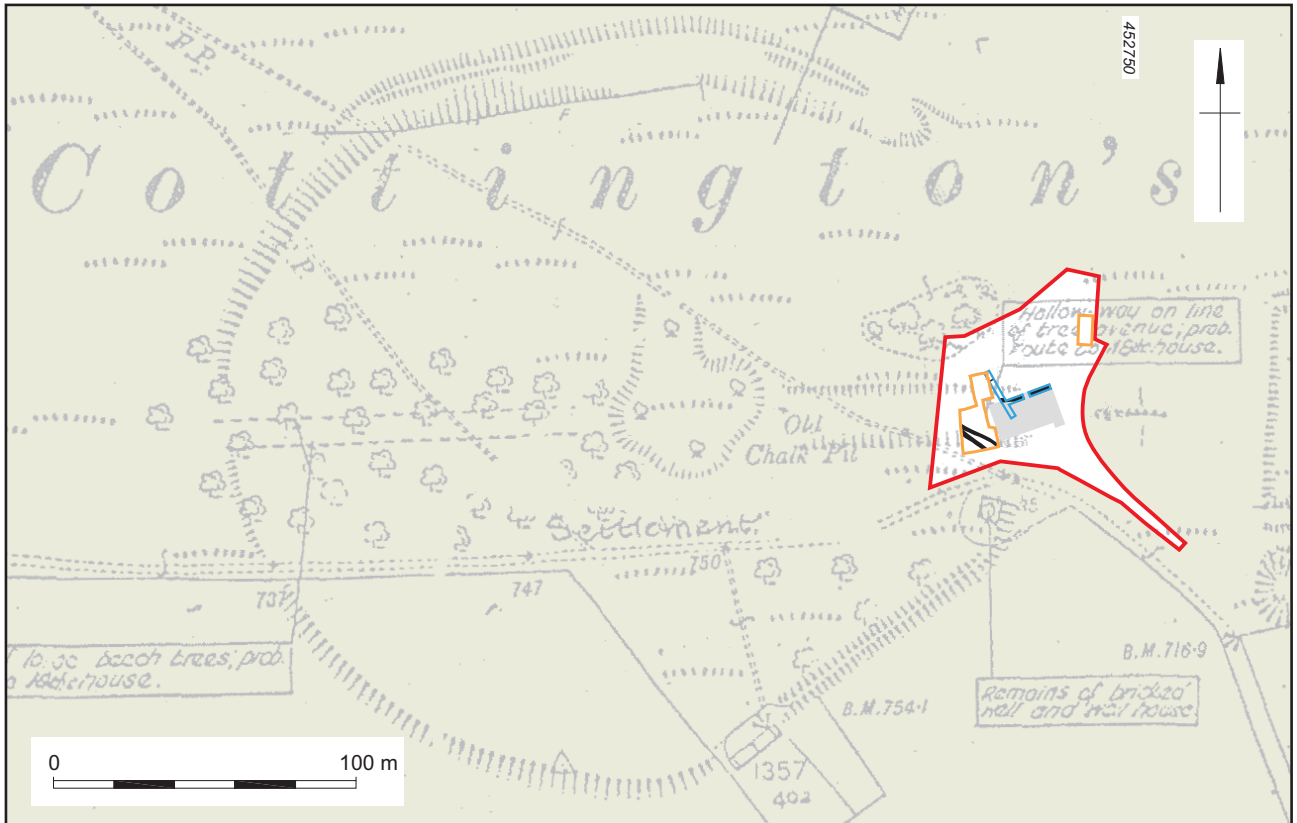 452750
F.P.
F
Cottington's
P.
Hollow way on line
of tree avenue, prob.
route to house.
Old
Chalk Pit
Settlement
750
747
737
35
large beech trees, prob.
house.
B.M.716·9
B.M.754·1
Remains of bricked
well and well house
1357
402
0 100 m